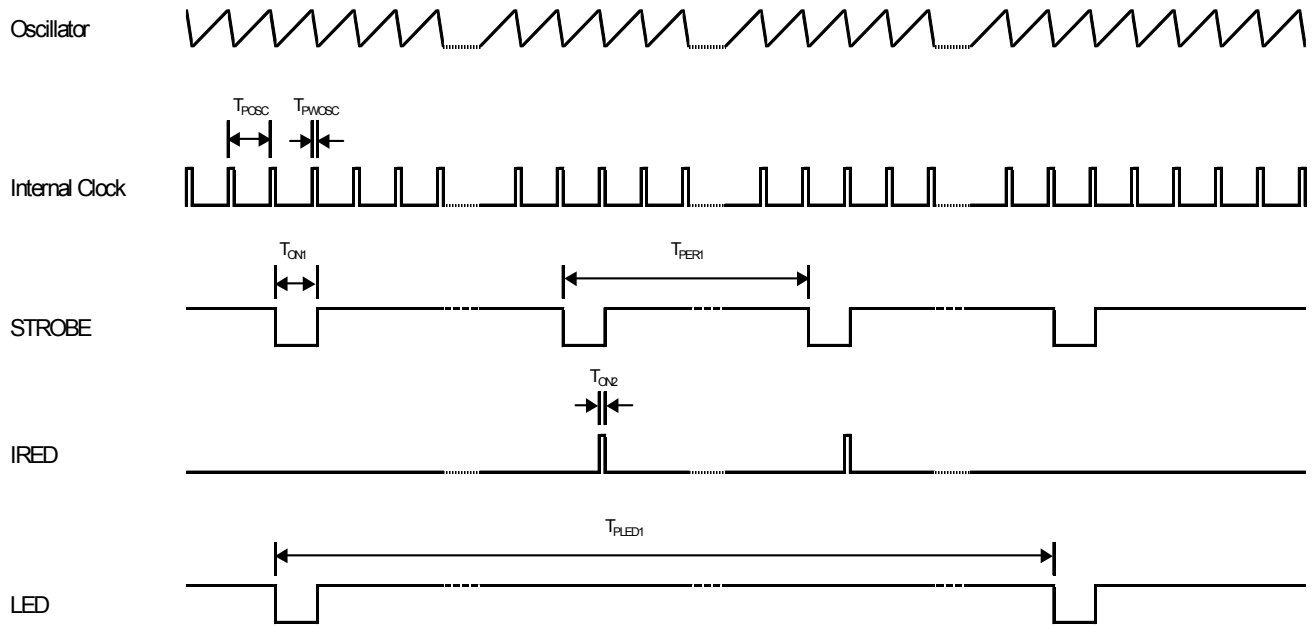 Oscillator
TPOSC TPWOSC
Internal Clock
TON1 TPER1
STROBE
TON2
IRED
TPLED1
LED